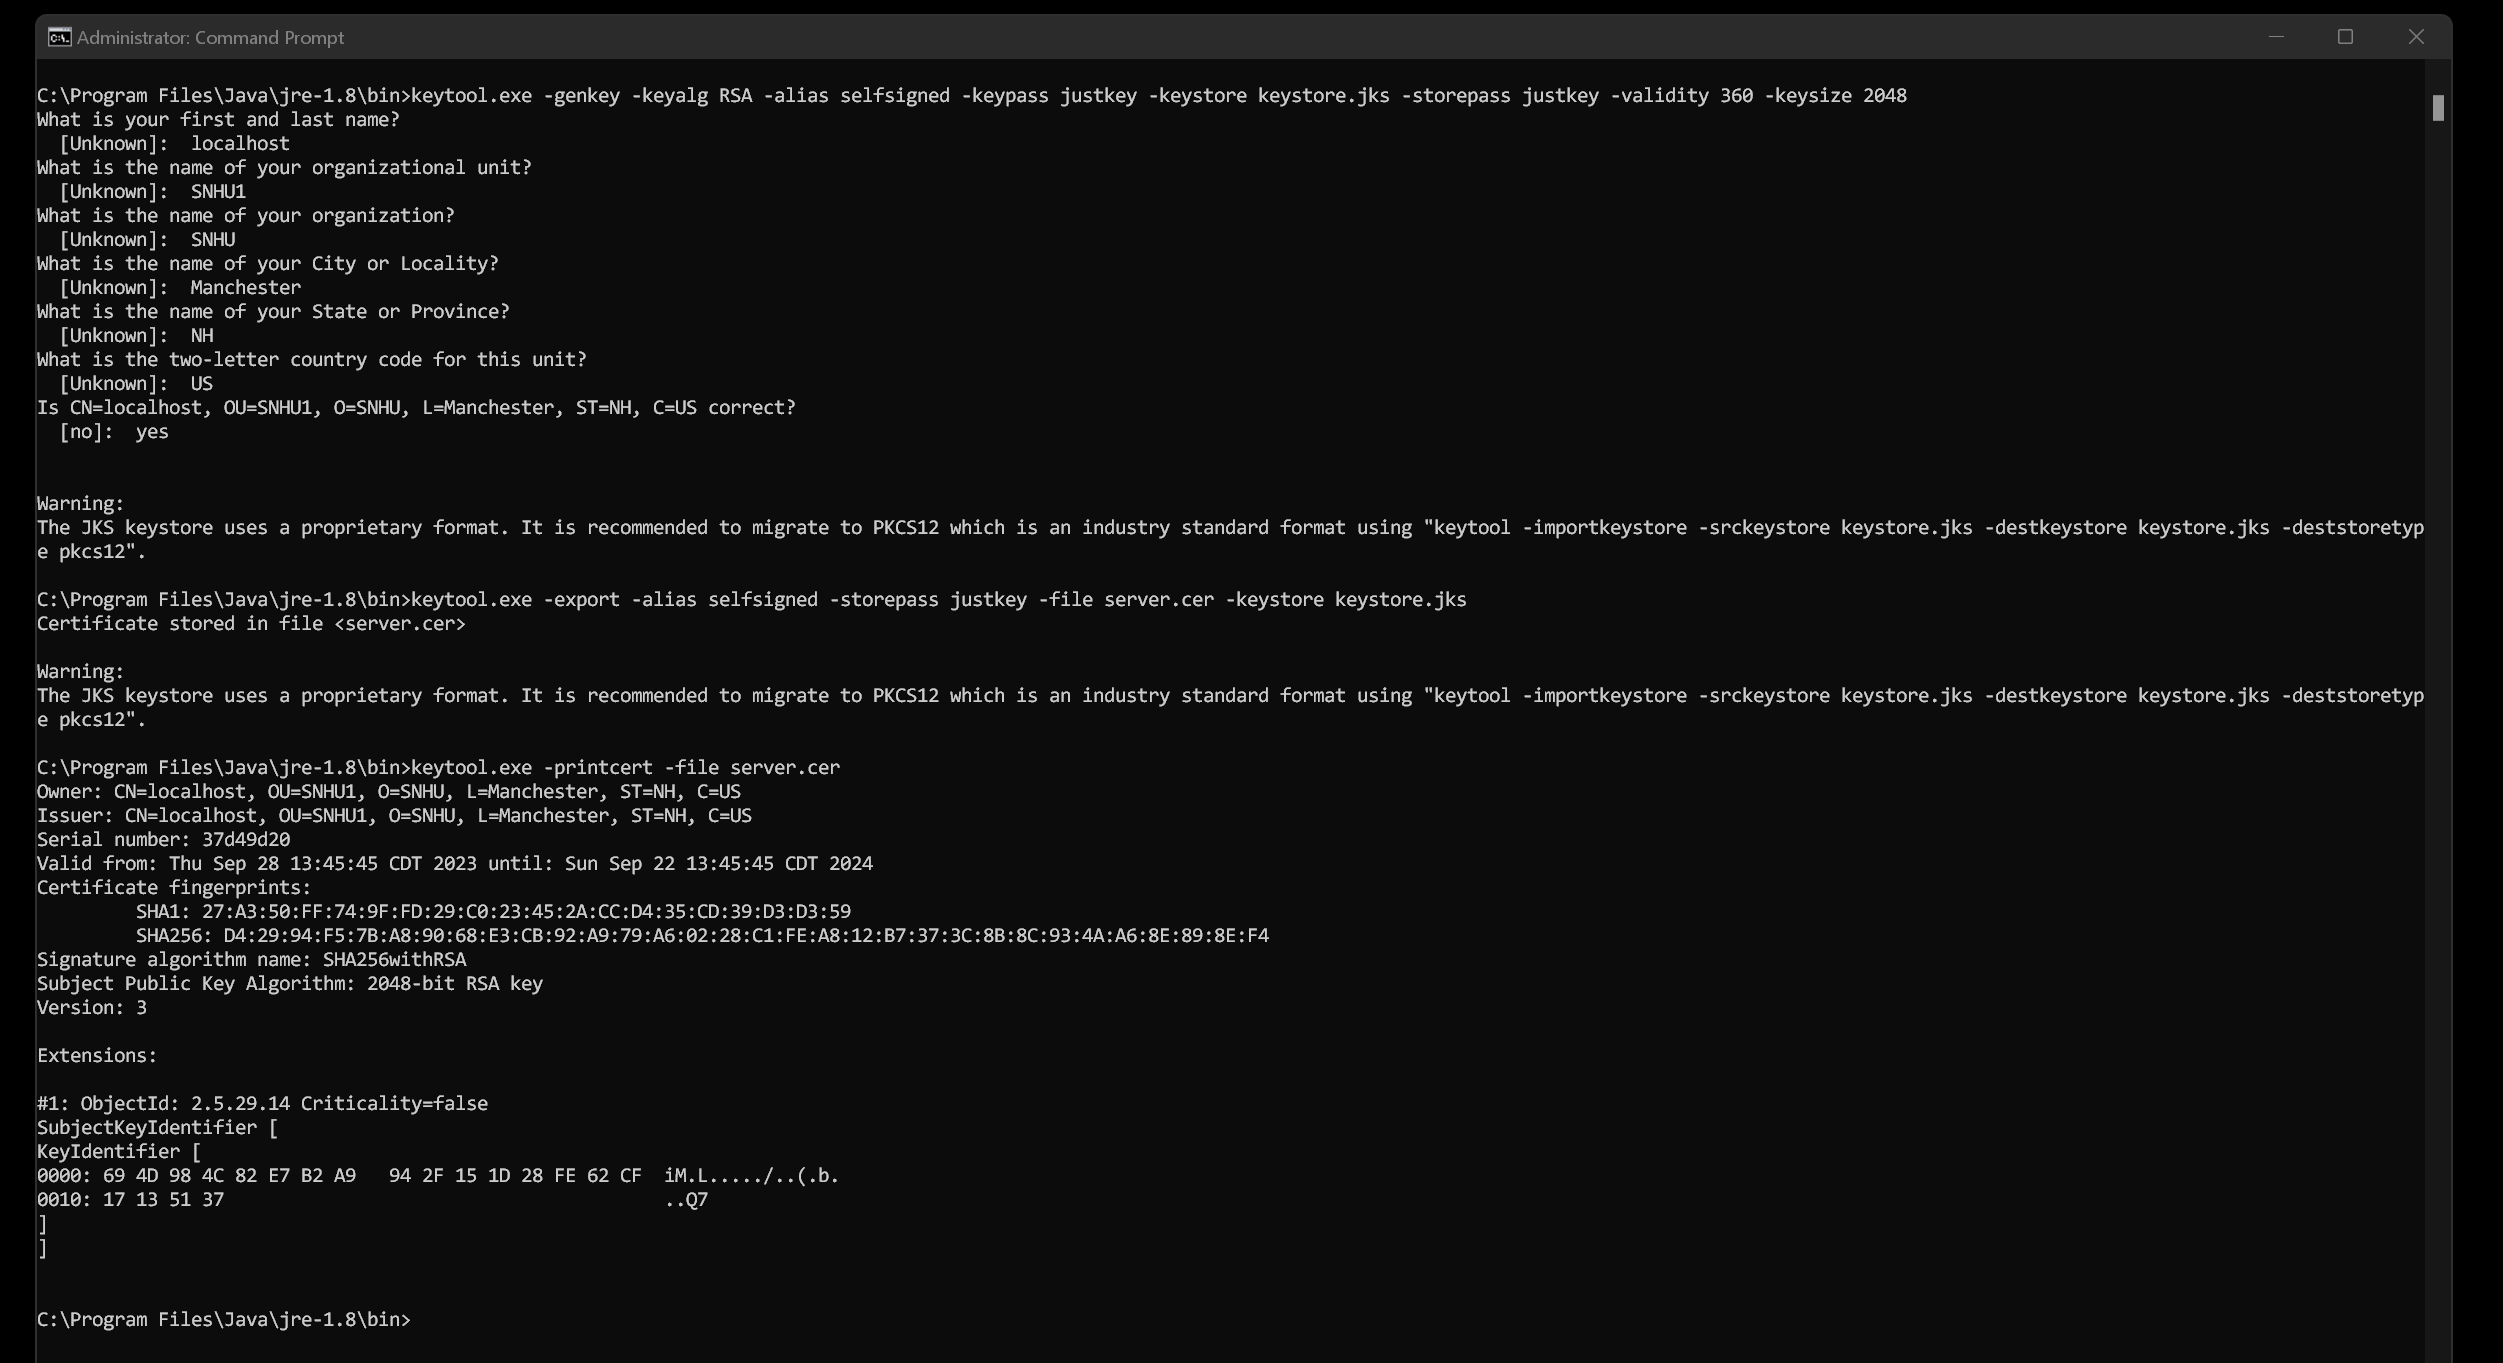 Administrator: Command Prompt
C:\Program Files\Java\jre-1.8\bin>keytool.exe -genkey -keyalg RSA -alias selfsigned -keypass justkey -keystore keystore.jks -storepass justkey -validity 360 -keysize 2048
What is your first and last name?
  [Unknown]:  localhost
What is the name of your organizational unit?
  [Unknown]:  SNHU1
What is the name of your organization?
  [Unknown]:  SNHU
What is the name of your City or Locality?
  [Unknown]:  Manchester
What is the name of your State or Province?
  [Unknown]:  NH
What is the two-letter country code for this unit?
  [Unknown]:  US
Is CN=localhost, OU=SNHU1, O=SNHU, L=Manchester, ST=NH, C=US correct?
  [no]:  yes
Warning:
The JKS keystore uses a proprietary format. It is recommended to migrate to PKCS12 which is an industry standard format using "keytool -importkeystore -srckeystore keystore.jks -destkeystore keystore.jks -deststoretyp
e pkcs12".
C:\Program Files\Java\jre-1.8\bin>keytool.exe -export -alias selfsigned -storepass justkey -file server.cer -keystore keystore.jks
Certificate stored in file <server.cer>
Warning:
The JKS keystore uses a proprietary format. It is recommended to migrate to PKCS12 which is an industry standard format using "keytool -importkeystore -srckeystore keystore.jks -destkeystore keystore.jks -deststoretyp
e pkcs12".
C:\Program Files\Java\jre-1.8\bin>keytool.exe -printcert -file server.cer
Owner: CN=localhost, OU=SNHU1, O=SNHU, L=Manchester, ST=NH, C=US
Issuer: CN=localhost, OU=SNHU1, O=SNHU, L=Manchester, ST=NH, C=US
Serial number: 37d49d20
Valid from: Thu Sep 28 13:45:45 CDT 2023 until: Sun Sep 22 13:45:45 CDT 2024
Certificate fingerprints:
         SHA1: 27:A3:50:FF:74:9F:FD:29:C0:23:45:2A:CC:D4:35:CD:39:D3:D3:59
         SHA256: D4:29:94:F5:7B:A8:90:68:E3:CB:92:A9:79:A6:02:28:C1:FE:A8:12:B7:37:3C:8B:8C:93:4A:A6:8E:89:8E:F4
Signature algorithm name: SHA256withRSA
Subject Public Key Algorithm: 2048-bit RSA key
Version: 3
Extensions:
#1: ObjectId: 2.5.29.14 Criticality=false
SubjectKeyIdentifier [
KeyIdentifier [
0000: 69 4D 98 4C 82 E7 B2 A9   94 2F 15 1D 28 FE 62 CF  iM.L...../..(.b.
0010: 17 13 51 37                                        ..Q7
]
]
C:\Program Files\Java\jre-1.8\bin>